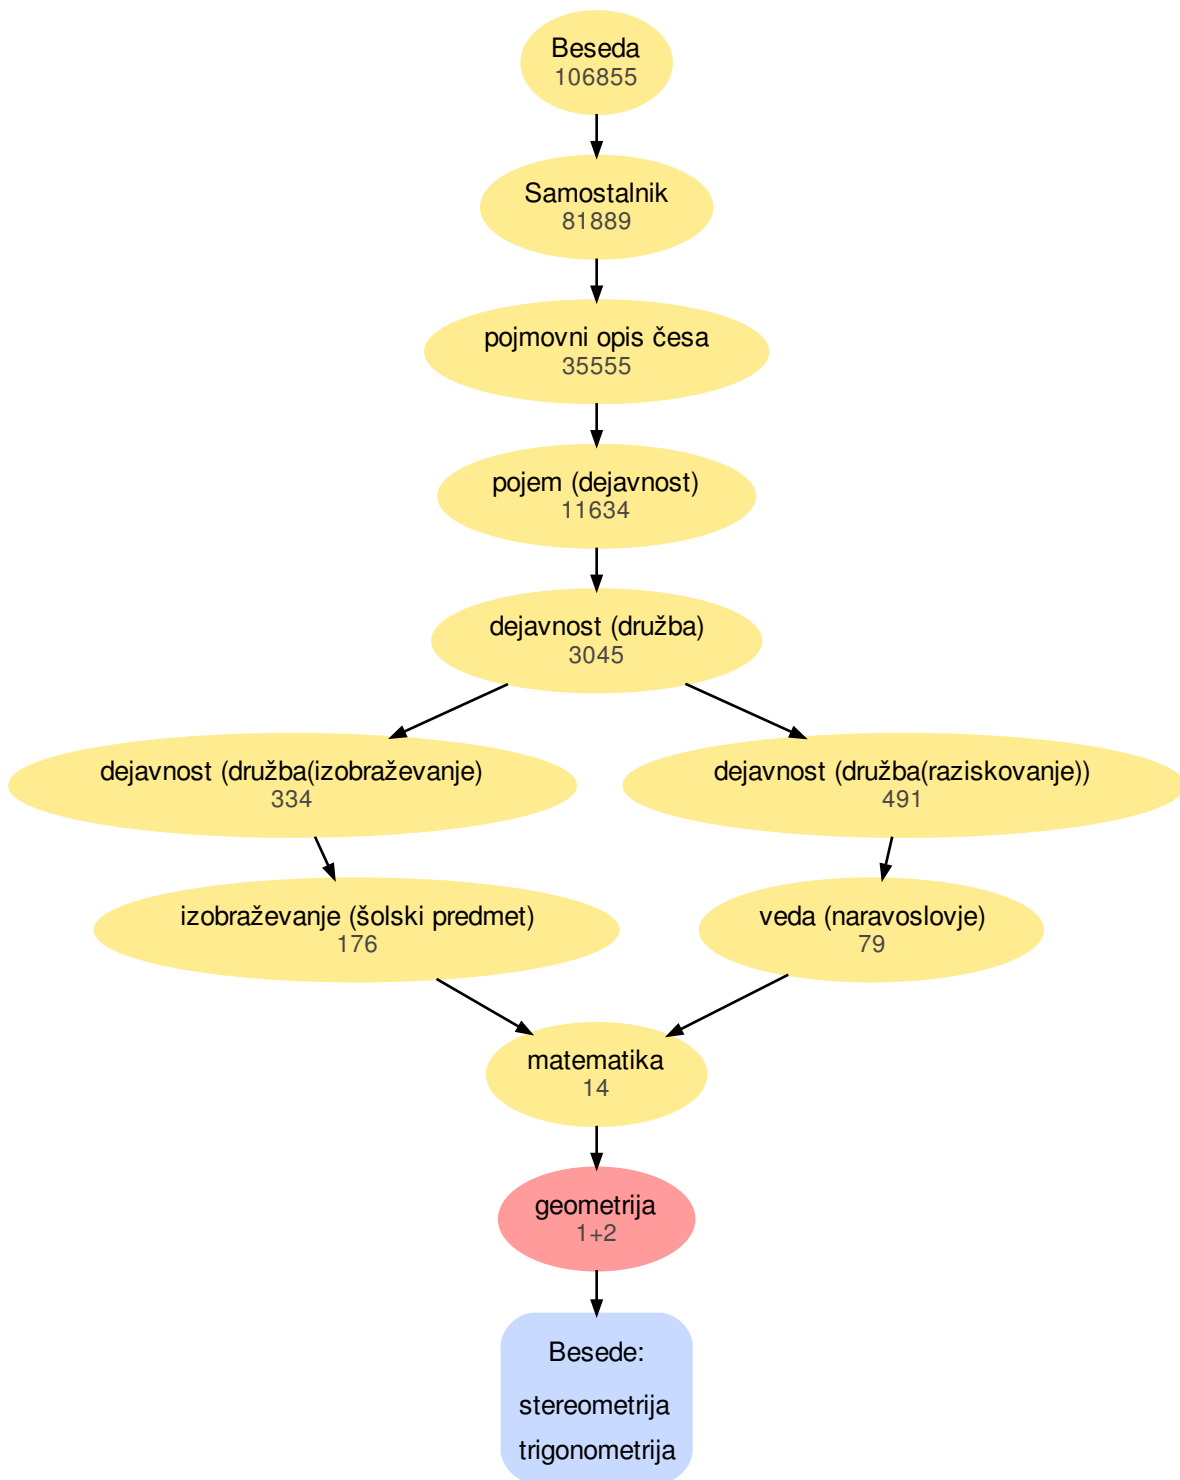 Beseda
106855
Samostalnik
81889
pojmovni opis česa
35555
pojem (dejavnost)
11634
dejavnost (družba)
3045
dejavnost (družba(izobraževanje)
334
dejavnost (družba(raziskovanje))
491
izobraževanje (šolski predmet)
176
veda (naravoslovje)
79
matematika
14
geometrija
1+2
Besede:
stereometrija
trigonometrija